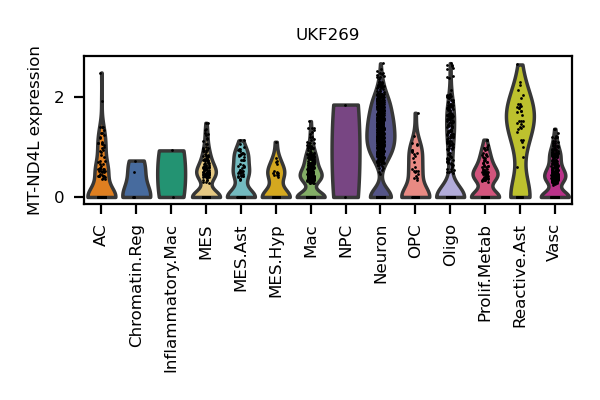 UKF269
MT-ND4L expression
2
0
AC
Chromatin.Reg
Inflammatory.Mac
MES
MES.Ast
MES.Hyp
Mac
NPC
Neuron
OPC
Oligo
Prolif.Metab
Reactive.Ast
Vasc